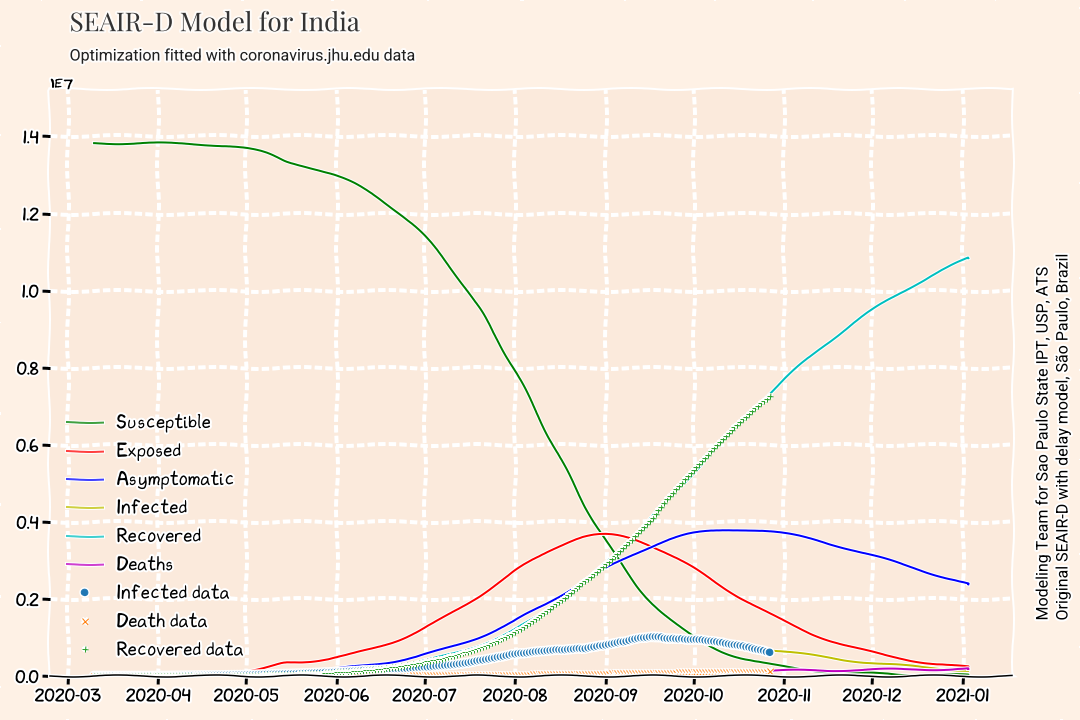 SEAIR-D Model for India
Optimization fitted with coronavirus.jhu.edu data
1E7
1.4
1.2
1.0
0.8
0.6
0.4
0.2
0.0
Susceptible
Exposed
Asymptomatic
Infected
Recovered
Deaths
Infected data
Death data
Recovered data
2020-03 2020-04 2020-05 2020-06 2020-07 2020-08 2020-09 2020-10 2020-11 2020-12 2021-01
Modeling Team for Sao Paulo State IPT, USP, ATS
Original SEAIR-D with delay model, São Paulo, Brazil